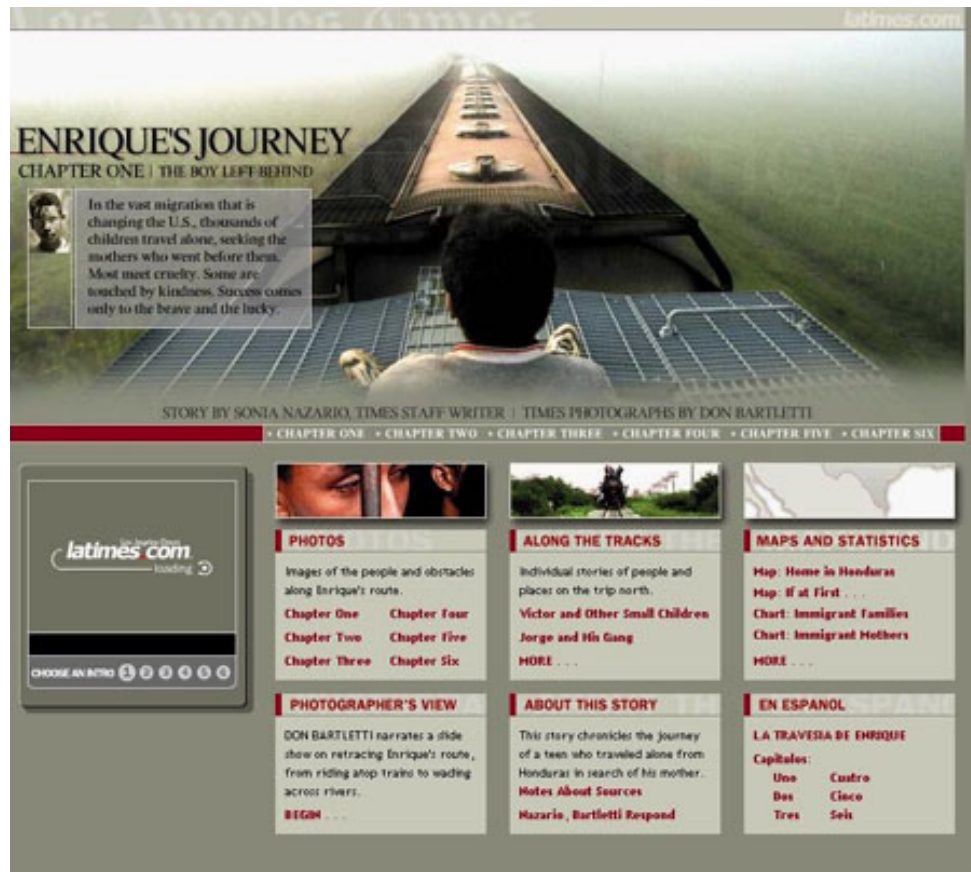 Los Angeles Times
latimes.com
ENRIQUE'S JOURNEY
CHAPTER ONE | THE BOY LEFT BEHIND
In the vast migration that is
changing the U.S., thousands of
children travel alone, seeking the
mothers who went before them.
Most meet cruelty. Some are
touched by kindness. Success comes
only to the brave and the lucky.
STORY BY SONIA NAZARIO, TIMES STAFF WRITER | TIMES PHOTOGRAPHS BY DON BARTLETTI
• CHAPTER ONE • CHAPTER TWO • CHAPTER THREE • CHAPTER FOUR • CHAPTER FIVE • CHAPTER SIX
Los Angeles Times
latimes.com
loading
CHOOSE AN INTRO 1 2 3 4 5 6
PHOTOS
Images of the people and obstacles
along Enrique's route.
Chapter One Chapter Four
Chapter Two Chapter Five
Chapter Three Chapter Six
ALONG THE TRACKS
Individual stories of people and
places on the trip north.
Victor and Other Small Children
Jorge and His Gang
MORE . . .
MAPS AND STATISTICS
Map: Home in Honduras
Map: If at First . . .
Chart: Immigrant Families
Chart: Immigrant Mothers
MORE . . .
PHOTOGRAPHER'S VIEW
DON BARTLETTI narrates a slide
show on retracing Enrique's route,
from riding atop trains to wading
across rivers.
BEGIN . . .
ABOUT THIS STORY
This story chronicles the journey
of a teen who traveled alone from
Honduras in search of his mother.
Notes About Sources
Nazario, Bartletti Respond
EN ESPANOL
LA TRAVESIA DE ENRIQUE
Capitulos:
Uno Cuatro
Dos Cinco
Tres Seis